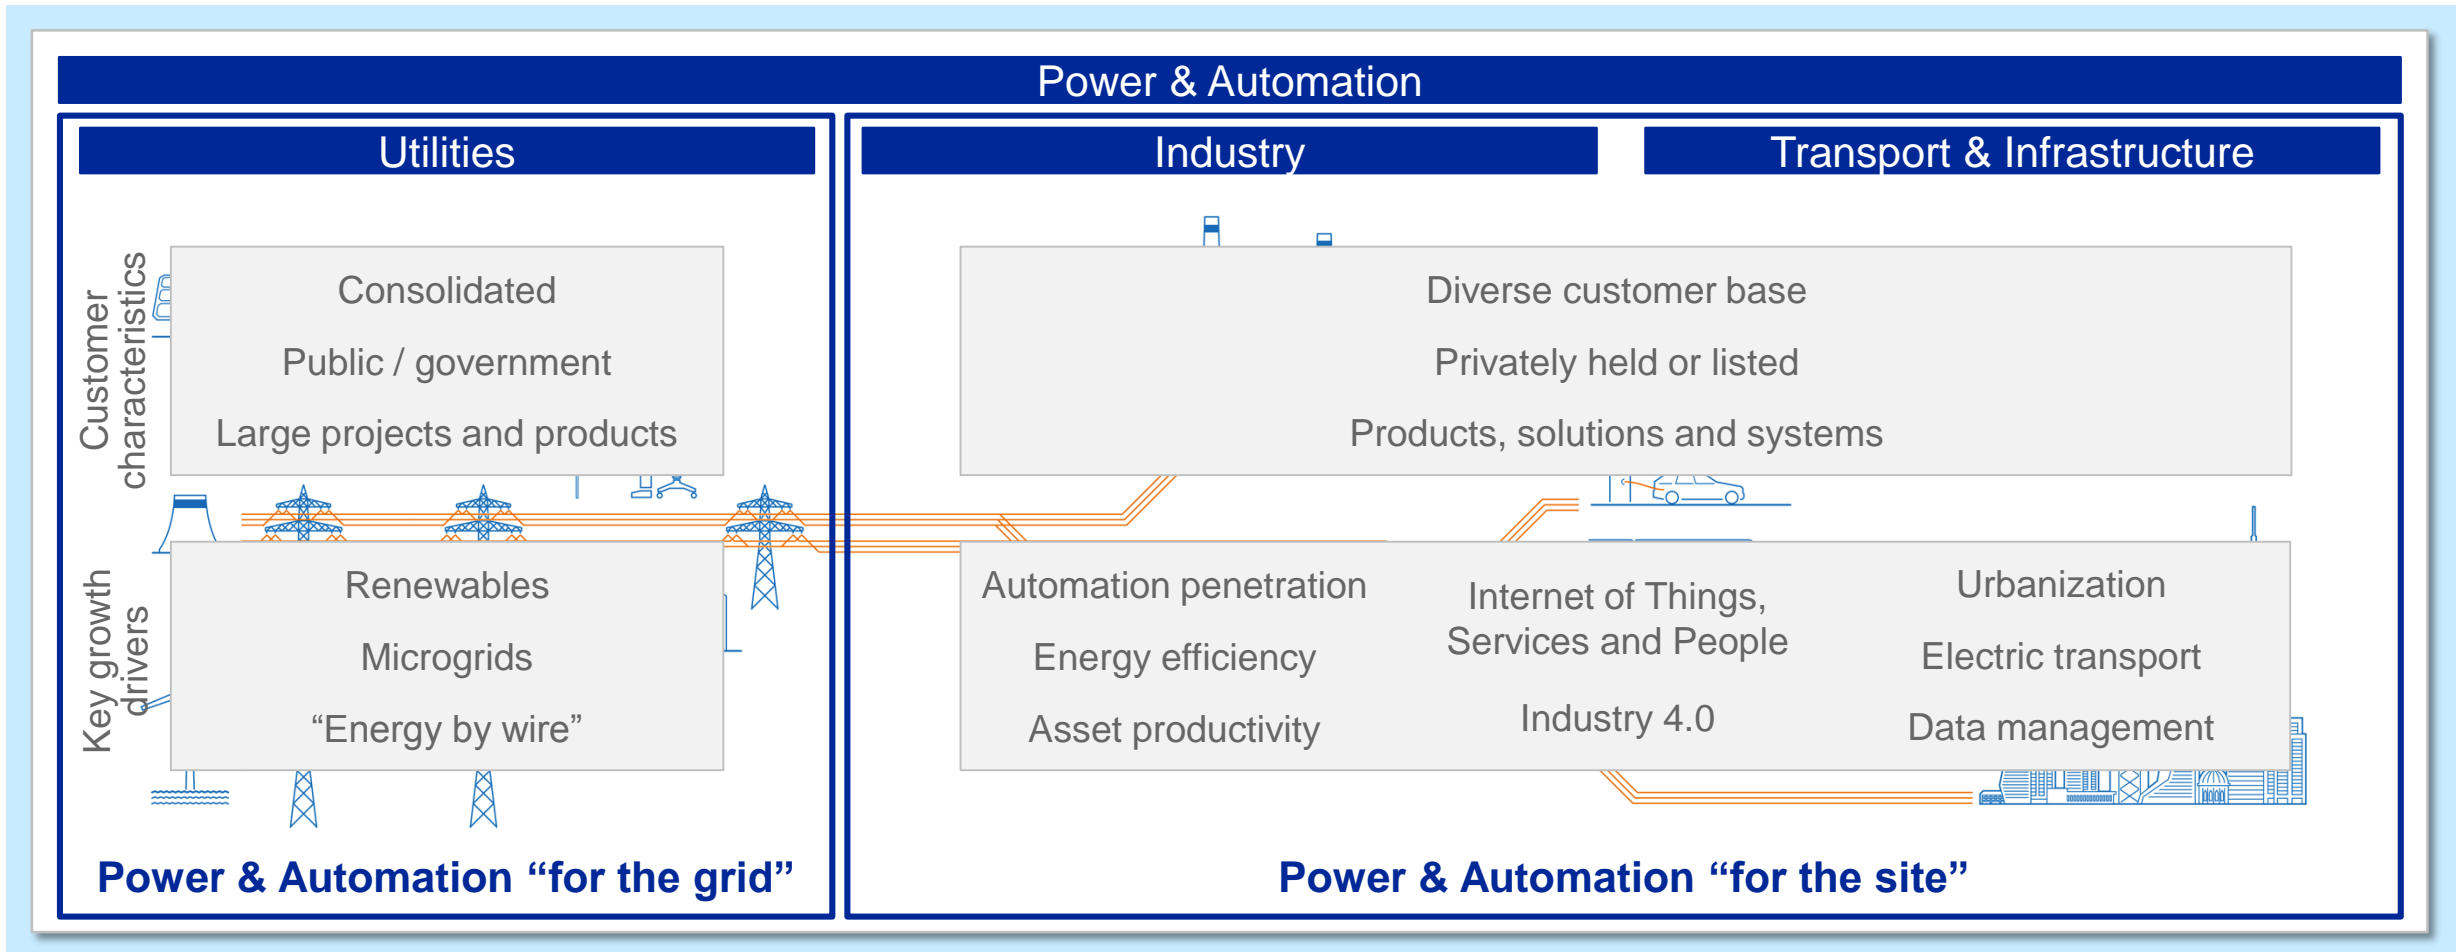 Power & Automation
Utilities
Industry
Transport & Infrastructure
Customer
characteristics
Consolidated
Public / government
Large projects and products
Diverse customer base
Privately held or listed
Products, solutions and systems
Key growth
drivers
Renewables
Microgrids
“Energy by wire”
Automation penetration
Energy efficiency
Asset productivity
Internet of Things,
Services and People
Industry 4.0
Urbanization
Electric transport
Data management
Power & Automation “for the grid”
Power & Automation “for the site”